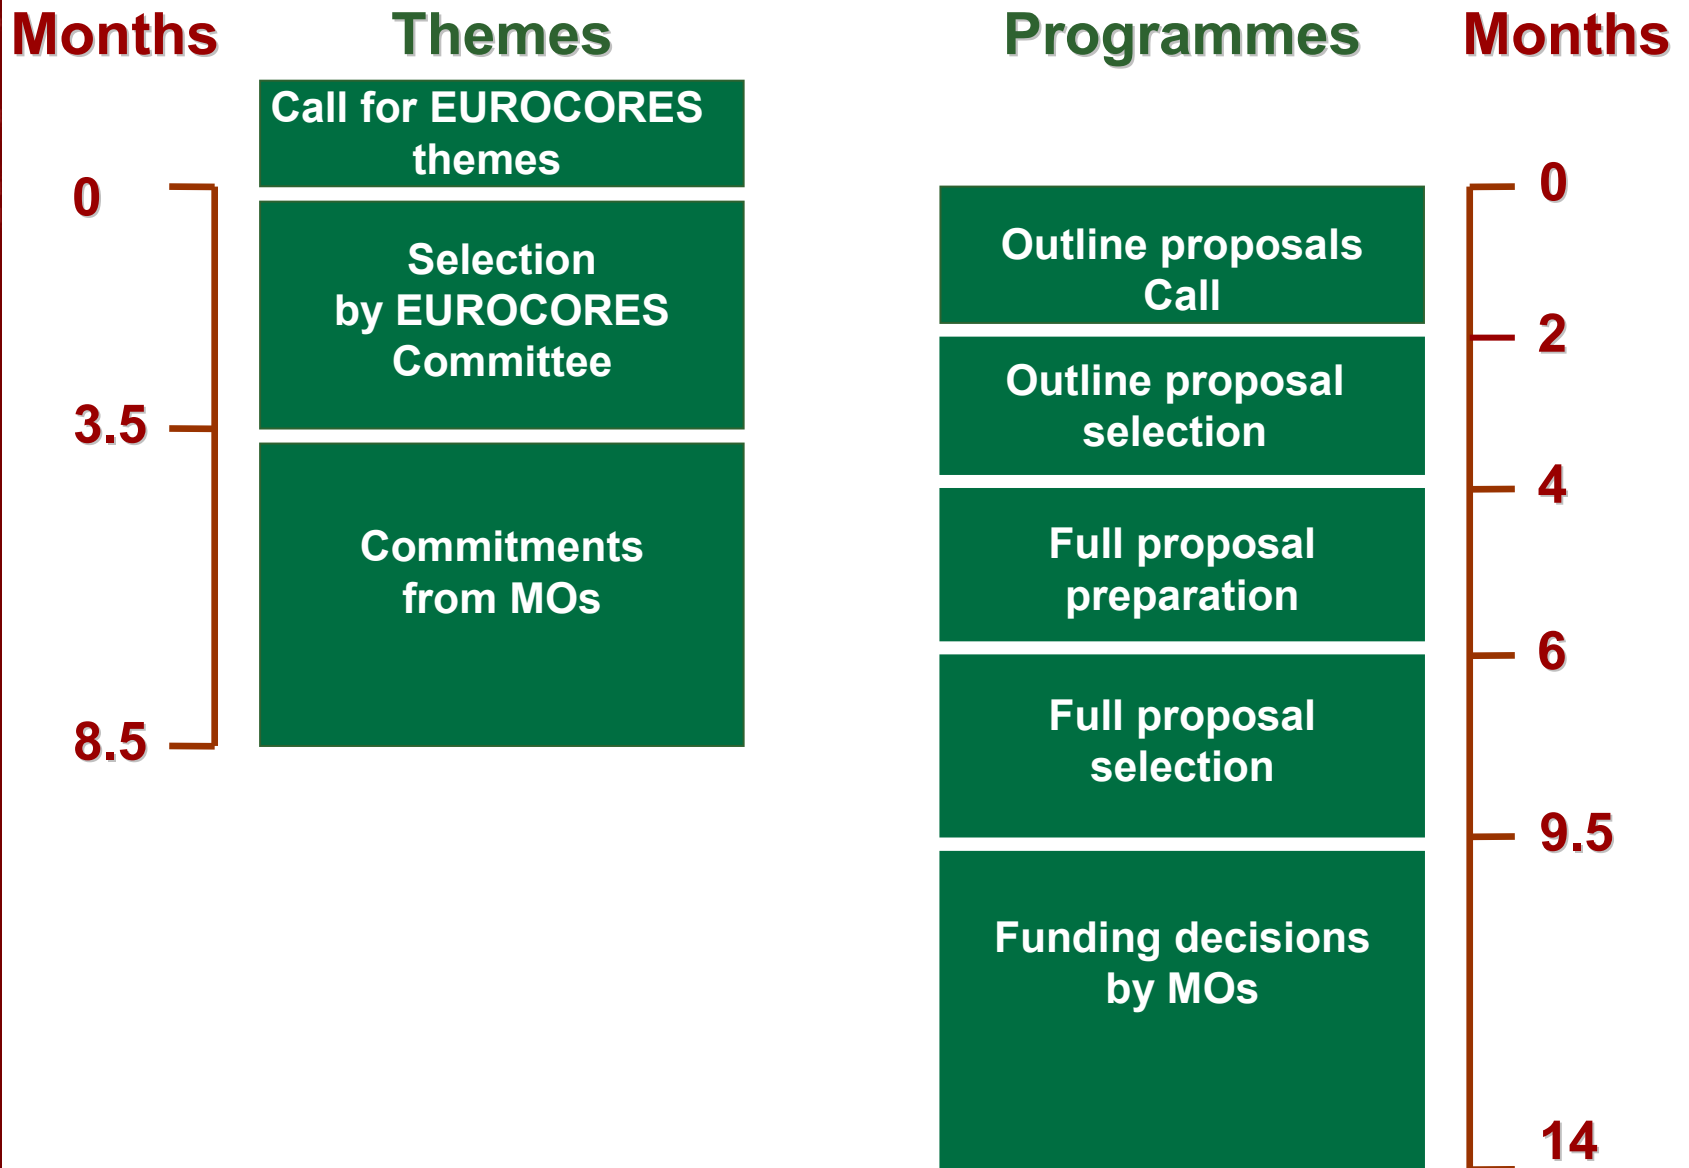 Months
Themes
Programmes
Months
Call for EUROCORES
themes
0
Selection
by EUROCORES
Committee
3.5
Commitments
from MOs
8.5
0
Outline proposals
Call
2
Outline proposal
selection
4
Full proposal
preparation
6
Full proposal
selection
9.5
Funding decisions
by MOs
14